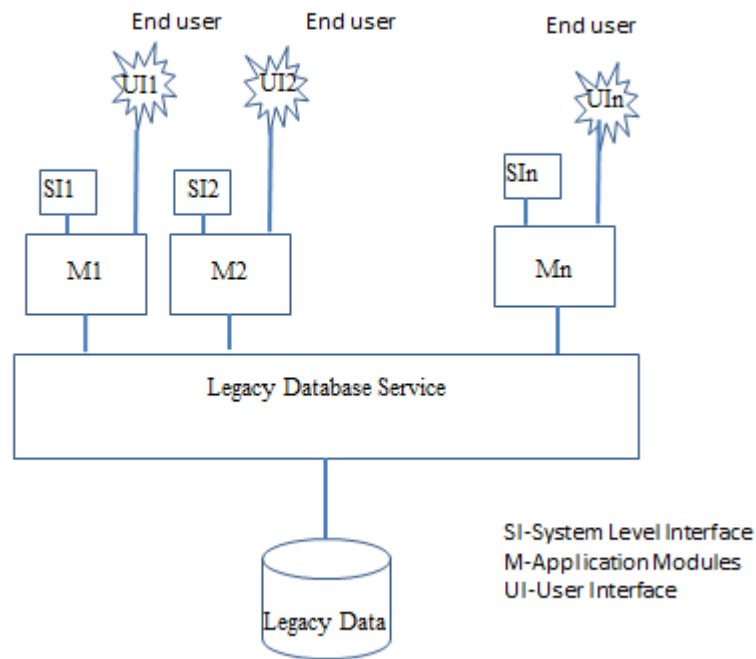 End user
End user
End user
UI1
UI2
UIn
SI1
SI2
SIn
M1
M2
Mn
Legacy Database Service
SI-System Level Interface
M-Application Modules
UI-User Interface
Legacy Data